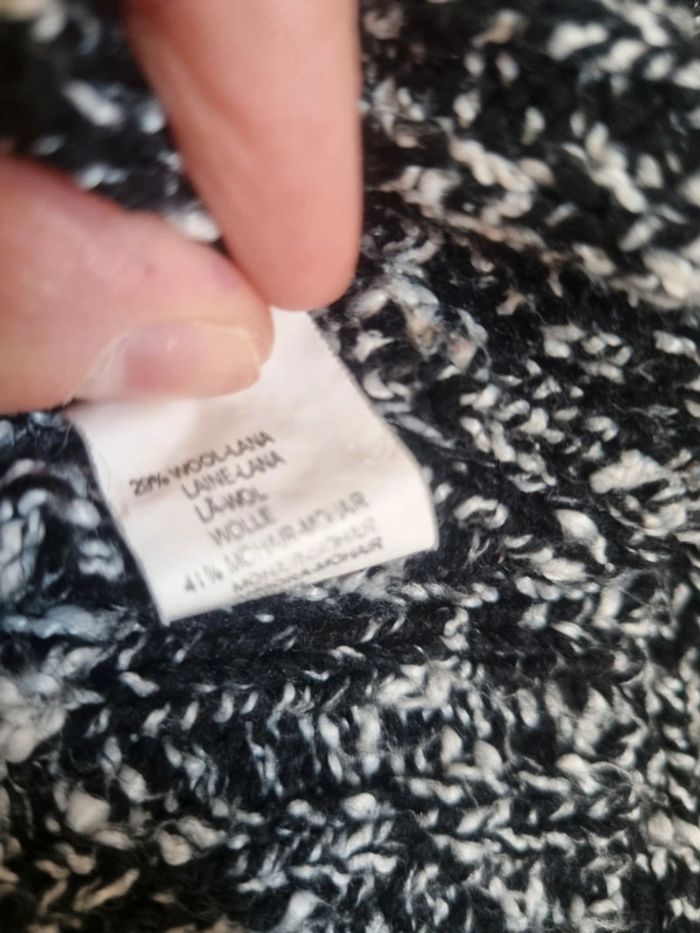 29% WOOL-LANA
LAINE-LANA
LÃ-WOL
WOLLE
41% MOHAIR-MOHAIR